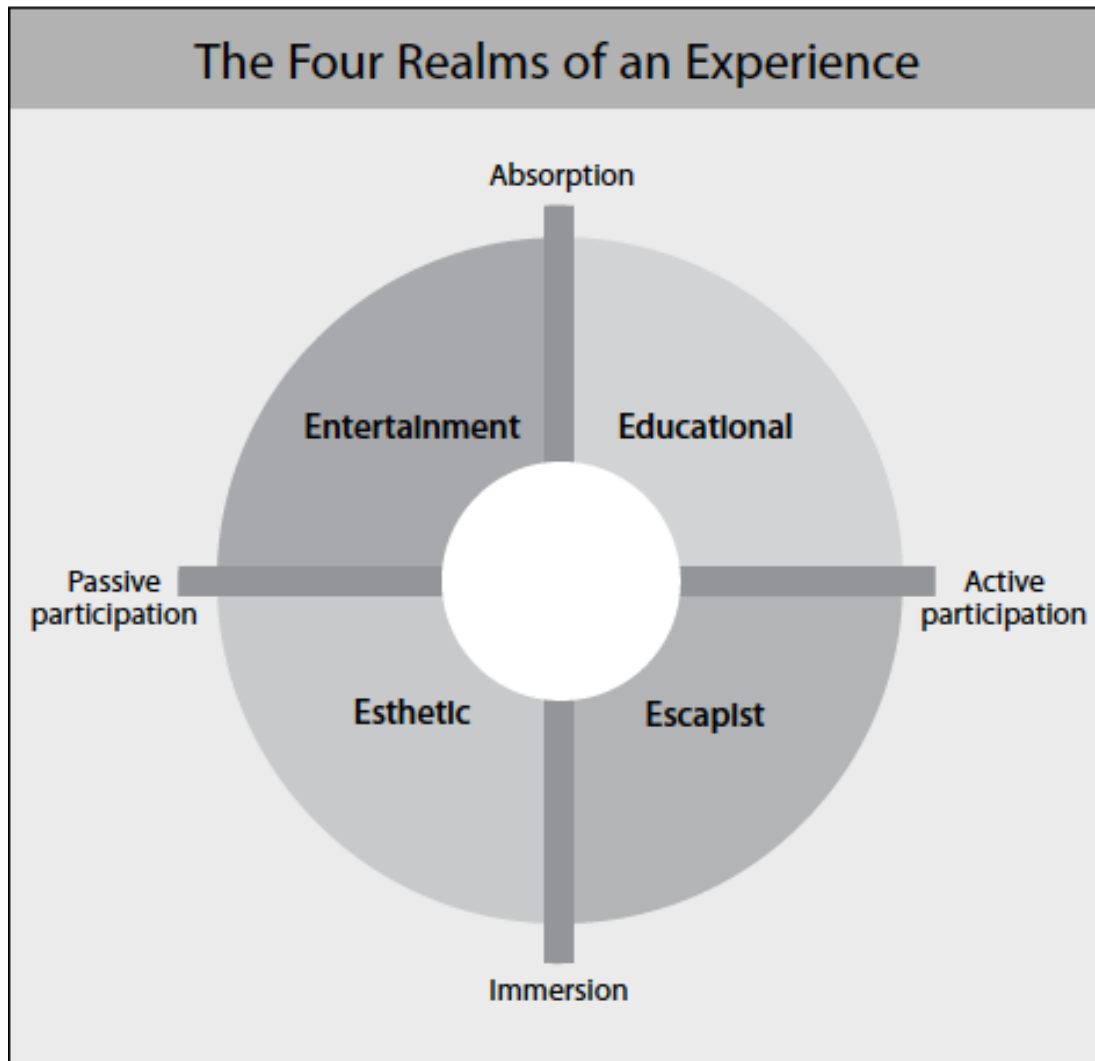 The Four Realms of an Experience
Absorption
Entertainment
Educational
Passive
participation
Active
participation
Esthetic
Escapist
Immersion